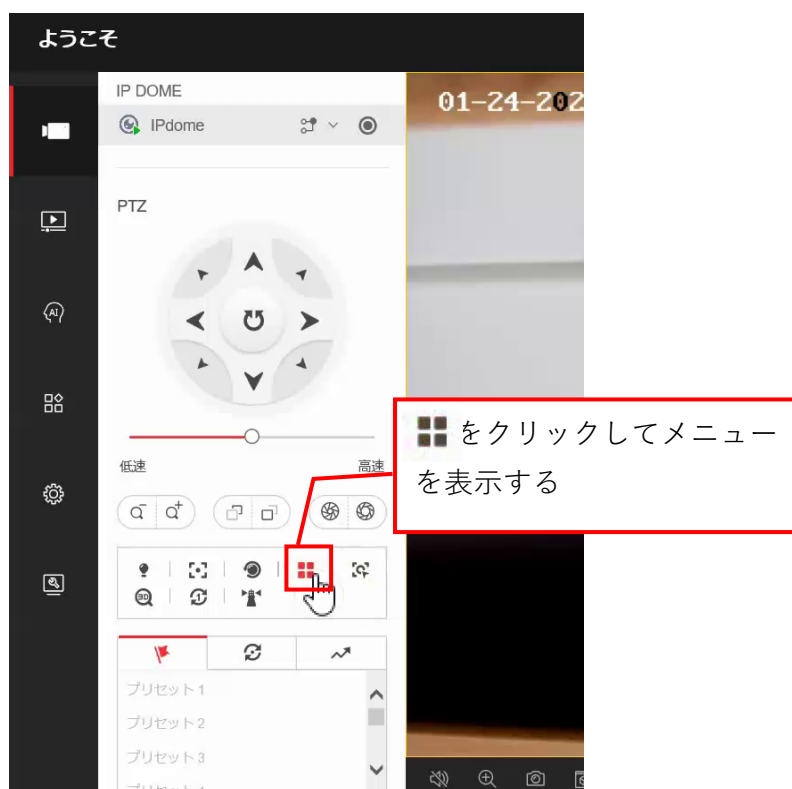 ようこそ
IP DOME
01-24-202
IPdome
PTZ
をクリックしてメニュー
を表示する
低速
高速
AI
3D
プリセット 1
プリセット 2
プリセット 3